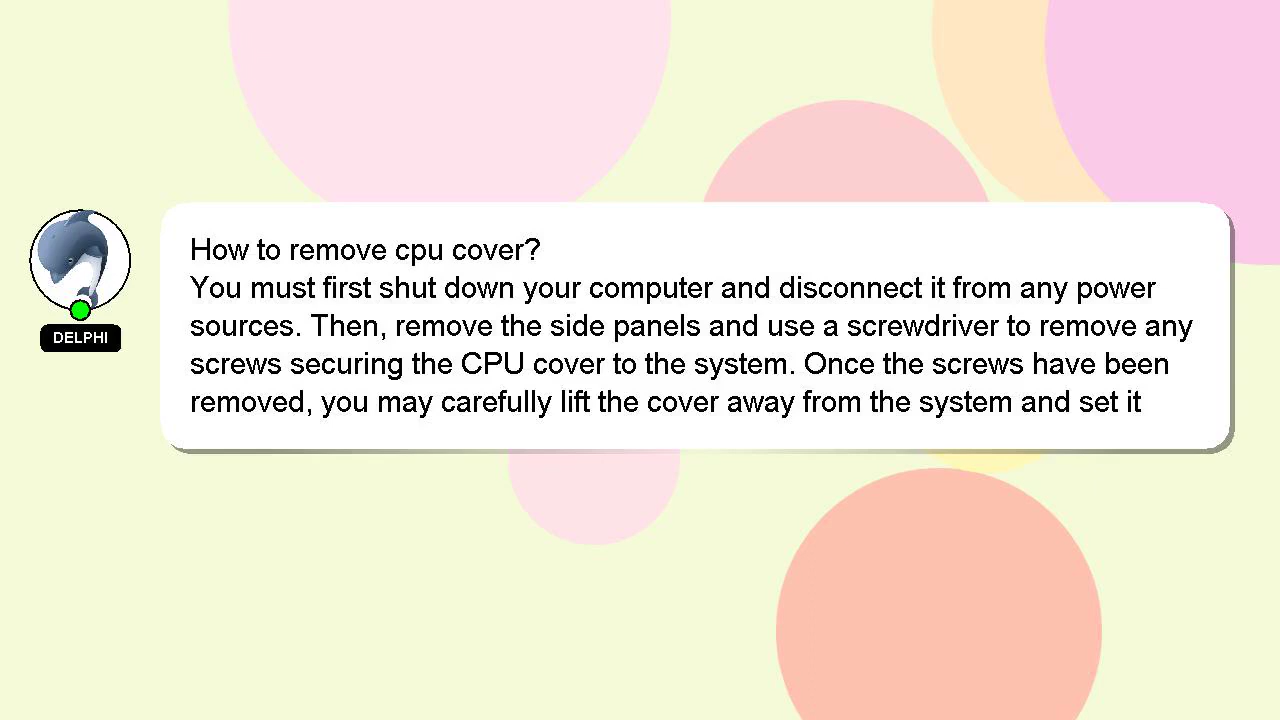 How to remove cpu cover?
You must first shut down your computer and disconnect it from any power
sources. Then, remove the side panels and use a screwdriver to remove any
screws securing the CPU cover to the system. Once the screws have been
removed, you may carefully lift the cover away from the system and set it
DELPHI